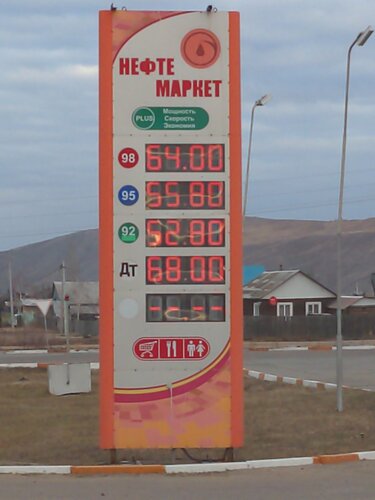 НЕФТЕ
МАРКЕТ
PLUS
Мощность
Скорость
Экономия
98 64.00
95 55.80
92 52.80
Дт 68.00